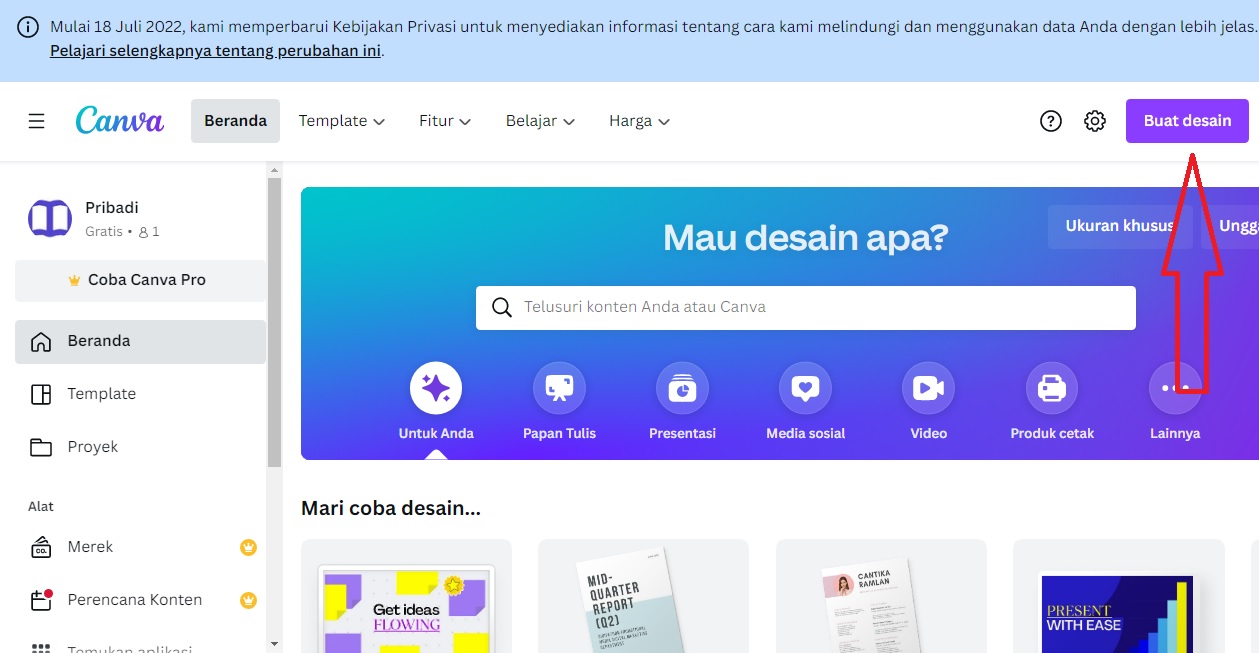 Mulai 18 Juli 2022, kami memperbarui Kebijakan Privasi untuk menyediakan informasi tentang cara kami melindungi dan menggunakan data Anda dengan lebih jelas.
Pelajari selengkapnya tentang perubahan ini.
Canva
Beranda
Template
Fitur
Belajar
Harga
Buat desain
Pribadi
Gratis • 1
Coba Canva Pro
Beranda
Template
Proyek
Alat
Merek
Perencana Konten
Temukan aplikasi
Mau desain apa?
Ukuran khusus
Ungga
Telusuri konten Anda atau Canva
Untuk Anda
Papan Tulis
Presentasi
Media sosial
Video
Produk cetak
Lainnya
Mari coba desain...
Get ideas
FLOWING
MID-
QUARTER
REPORT
(Q2)
CANTIKA
RAMLAN
PRESENT
WITH EASE
CO.